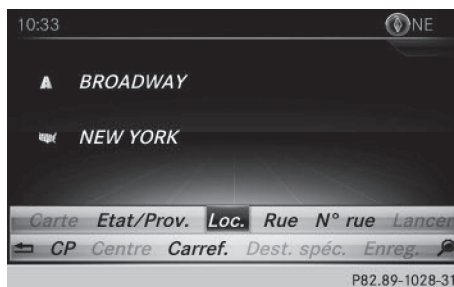 10:33 NE
BROADWAY
NEW YORK
Carte Etat/Prov. Loc. Rue N° rue Lancer
CP Centre Carref. Dest. spéc. Enreg.
P82.89-1028-31